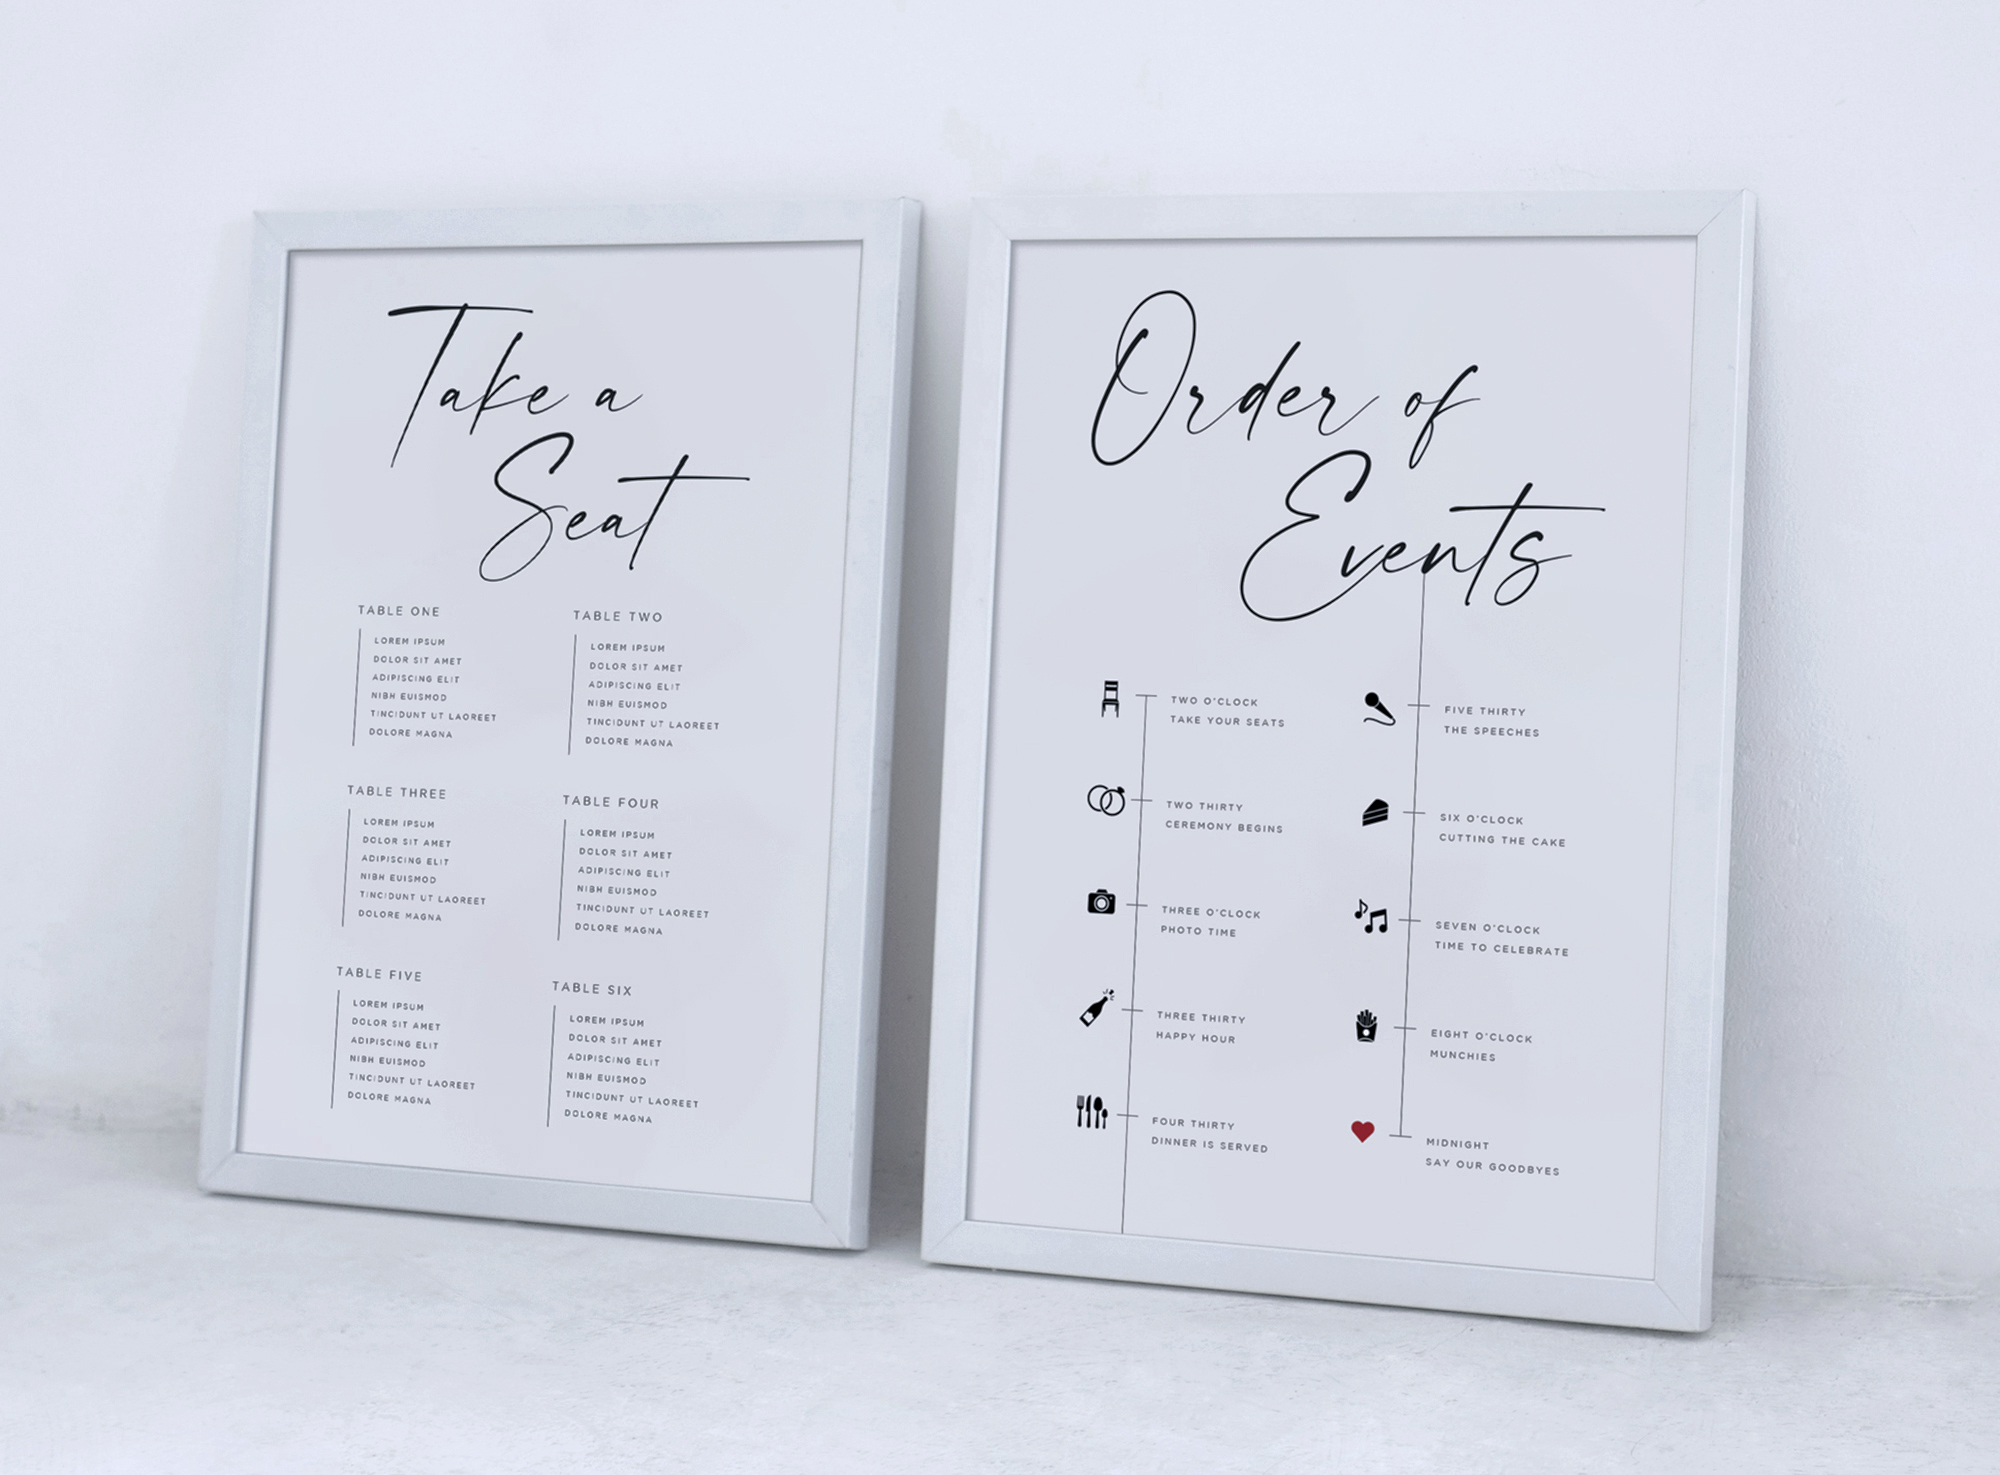 Take a
Seat
TABLE ONE
LOREM IPSUM
DOLOR SIT AMET
ADIPISCING ELIT
NIBH EUISMOD
TINCIDUNT UT LAOREET
DOLORE MAGNA
TABLE TWO
LOREM IPSUM
DOLOR SIT AMET
ADIPISCING ELIT
NIBH EUISMOD
TINCIDUNT UT LAOREET
DOLORE MAGNA
TABLE THREE
LOREM IPSUM
DOLOR SIT AMET
ADIPISCING ELIT
NIBH EUISMOD
TINCIDUNT UT LAOREET
DOLORE MAGNA
TABLE FOUR
LOREM IPSUM
DOLOR SIT AMET
ADIPISCING ELIT
NIBH EUISMOD
TINCIDUNT UT LAOREET
DOLORE MAGNA
TABLE FIVE
LOREM IPSUM
DOLOR SIT AMET
ADIPISCING ELIT
NIBH EUISMOD
TINCIDUNT UT LAOREET
DOLORE MAGNA
TABLE SIX
LOREM IPSUM
DOLOR SIT AMET
ADIPISCING ELIT
NIBH EUISMOD
TINCIDUNT UT LAOREET
DOLORE MAGNA
Order of
Events
TWO O'CLOCK
TAKE YOUR SEATS
TWO THIRTY
CEREMONY BEGINS
THREE O'CLOCK
PHOTO TIME
THREE THIRTY
HAPPY HOUR
FOUR THIRTY
DINNER IS SERVED
FIVE THIRTY
THE SPEECHES
SIX O'CLOCK
CUTTING THE CAKE
SEVEN O'CLOCK
TIME TO CELEBRATE
EIGHT O'CLOCK
MUNCHIES
MIDNIGHT
SAY OUR GOODBYES